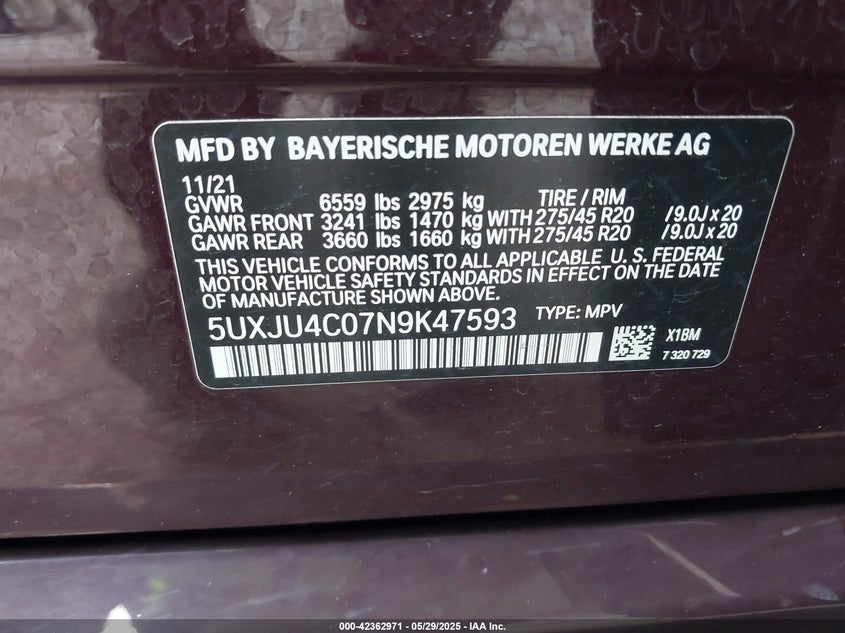 MFD BY BAYERISCHE MOTOREN WERKE AG
11/21
GVWR 6559 lbs 2975 kg TIRE / RIM
GAWR FRONT 3241 lbs 1470 kg WITH 275/45 R20 /9.0J x 20
GAWR REAR 3660 lbs 1660 kg WITH 275/45 R20 /9.0J x 20
THIS VEHICLE CONFORMS TO ALL APPLICABLE U. S. FEDERAL
MOTOR VEHICLE SAFETY STANDARDS IN EFFECT ON THE DATE
OF MANUFACTURE SHOWN ABOVE.
5UXJU4C07N9K47593 TYPE: MPV
X1BM
7 320 729
000-42362971 - 05/29/2025 - IAA Inc.